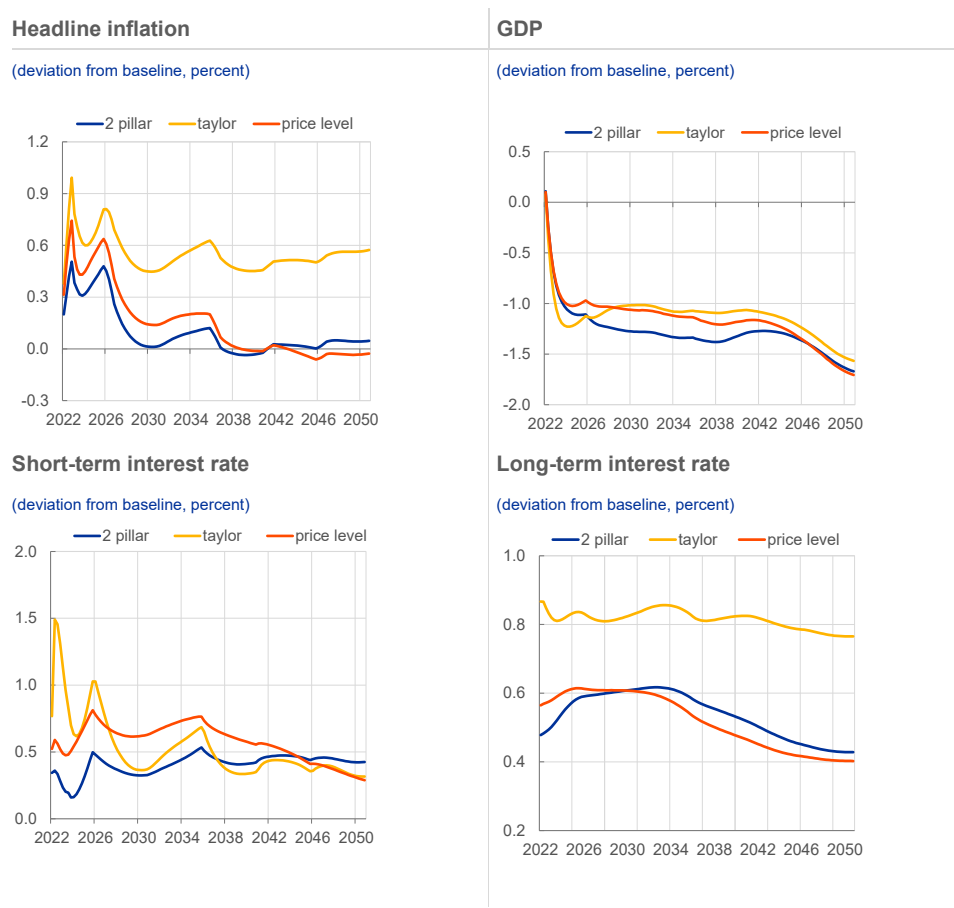 Headline inflation
GDP
(deviation from baseline, percent)
(deviation from baseline, percent)
2 pillar taylor price level
1.2
0.9
0.6
0.3
0.0
-0.3
2022 2026 2030 2034 2038 2042 2046 2050
2 pillar taylor price level
0.5
0.0
-0.5
-1.0
-1.5
-2.0
2022 2026 2030 2034 2038 2042 2046 2050
Short-term interest rate
Long-term interest rate
(deviation from baseline, percent)
(deviation from baseline, percent)
2 pillar taylor price level
2.0
1.5
1.0
0.5
0.0
2022 2026 2030 2034 2038 2042 2046 2050
2 pillar taylor price level
1.0
0.8
0.6
0.4
0.2
2022 2026 2030 2034 2038 2042 2046 2050